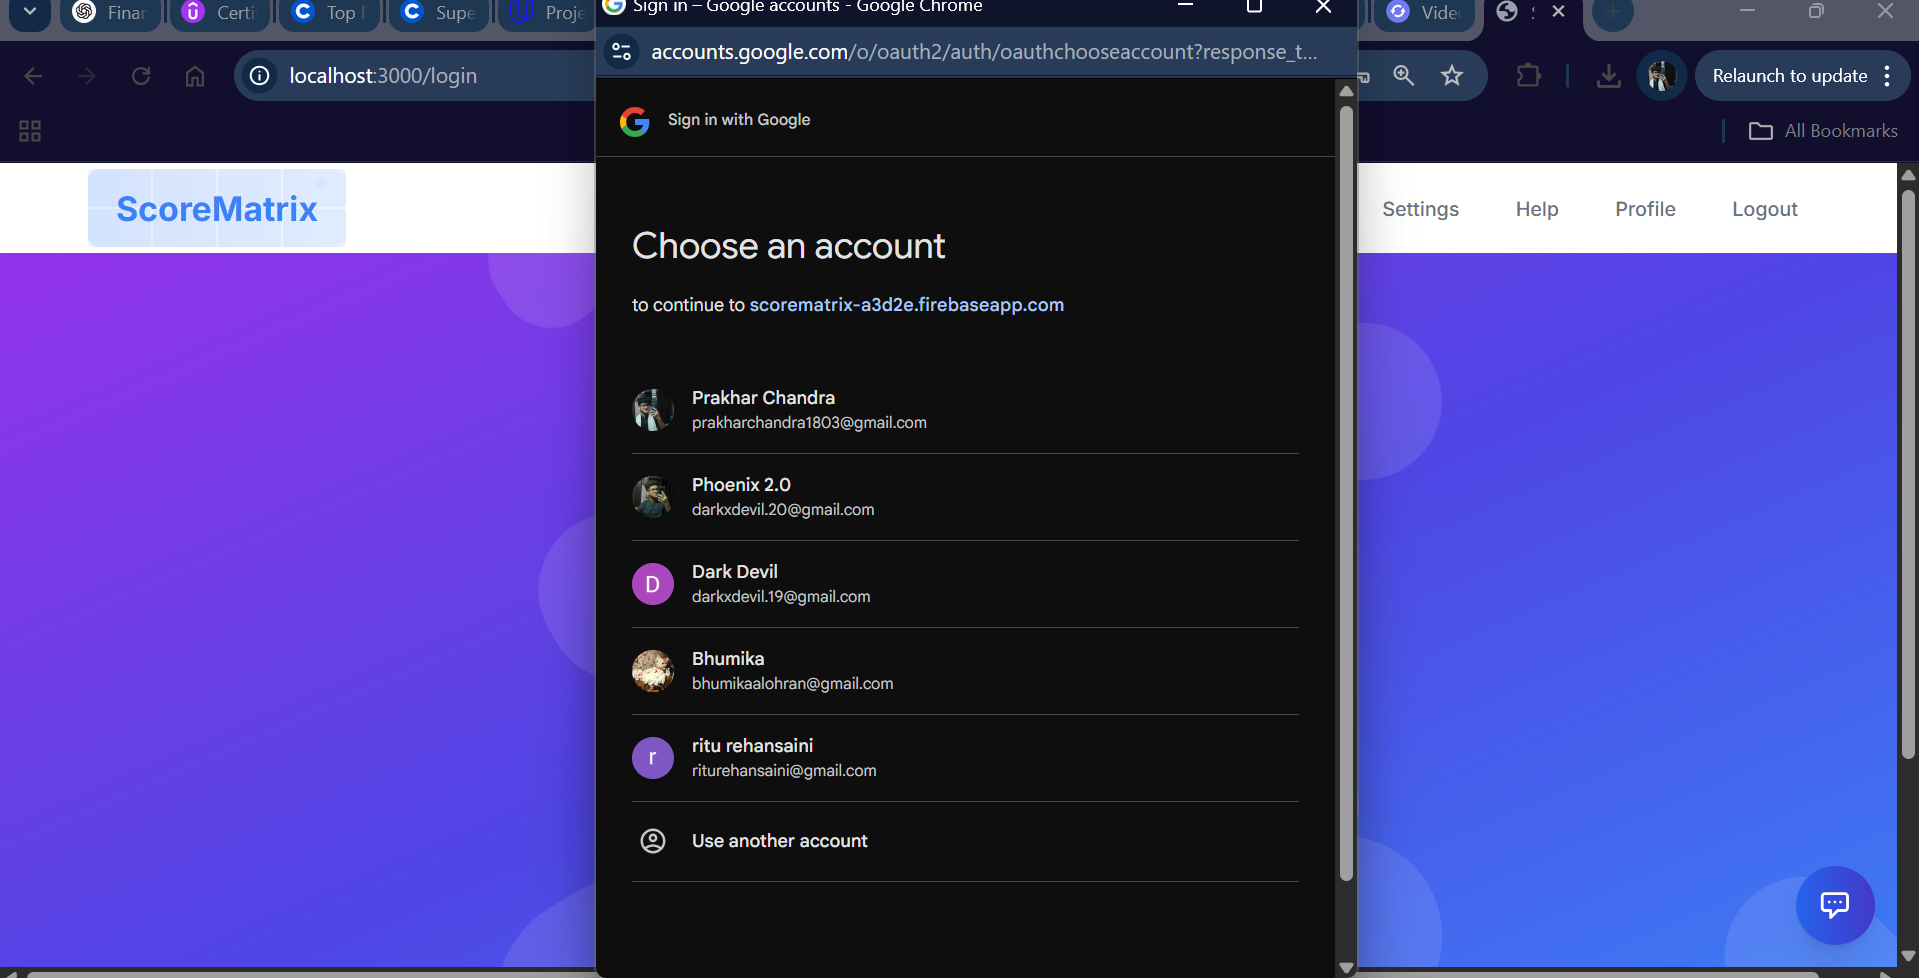 Finar
Certi
Top
Supe
Proje
Sign in – Google accounts - Google Chrome
Vide
localhost:3000/login
accounts.google.com/o/oauth2/auth/oauthchooseaccount?response_t...
Relaunch to update
All Bookmarks
ScoreMatrix
Settings
Help
Profile
Logout
Sign in with Google
Choose an account
to continue to scorematrix-a3d2e.firebaseapp.com
Prakhar Chandra
prakharchandra1803@gmail.com
Phoenix 2.0
darkxdevil.20@gmail.com
D
Dark Devil
darkxdevil.19@gmail.com
Bhumika
bhumikaalohran@gmail.com
r
ritu rehansaini
riturehansaini@gmail.com
Use another account